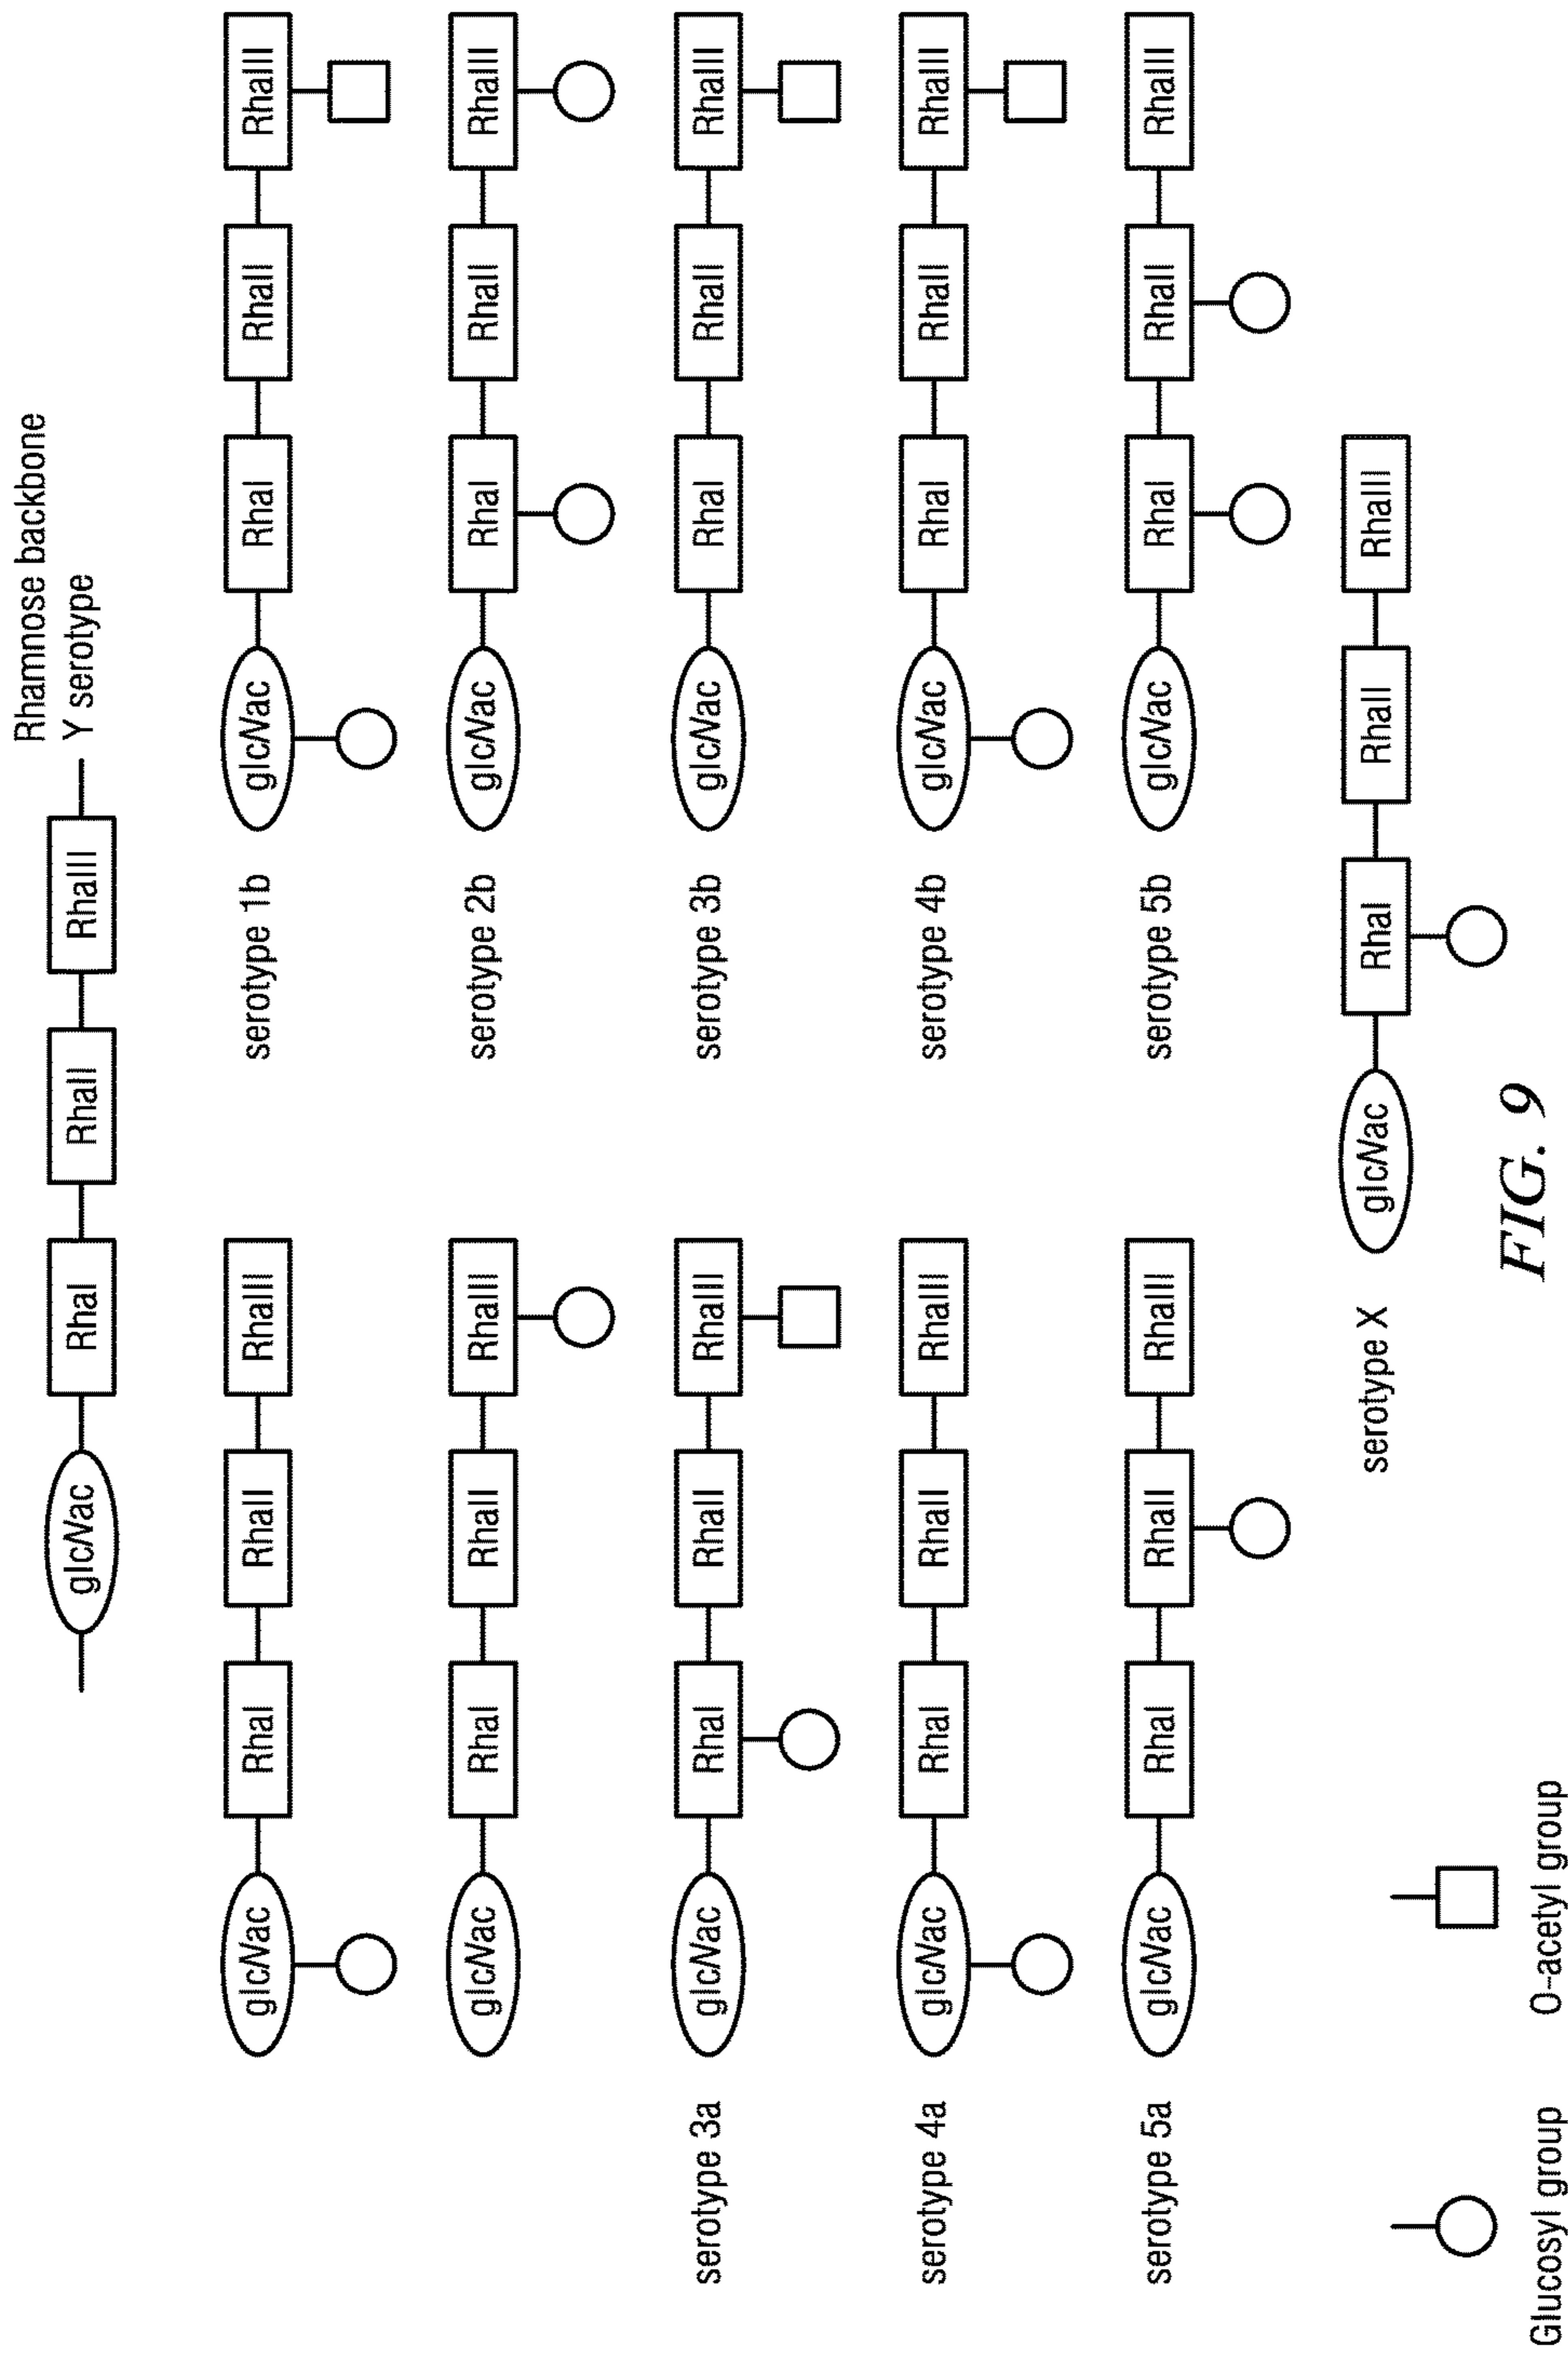 Rhamnose backbone
Y serotype
glcNac RhaI RhaII RhaIII
glcNac RhaI RhaII RhaIII
serotype 1b glcNac RhaI RhaII RhaIII
glcNac RhaI RhaII RhaIII
serotype 2b glcNac RhaI RhaII RhaIII
serotype 3a glcNac RhaI RhaII RhaIII
serotype 3b glcNac RhaI RhaII RhaIII
serotype 4a glcNac RhaI RhaII RhaIII
serotype 4b glcNac RhaI RhaII RhaIII
serotype 5a glcNac RhaI RhaII RhaIII
serotype 5b glcNac RhaI RhaII RhaIII
serotype X glcNac RhaI RhaII RhaIII
Glucosyl group
O-acetyl group
FIG. 9